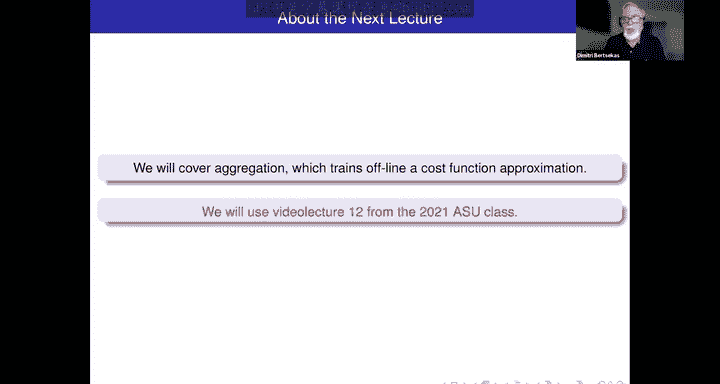 About the Next Lecture
Dimitri Bertsekas
We will cover aggregation, which trains off-line a cost function approximation.
We will use videolecture 12 from the 2021 ASU class.